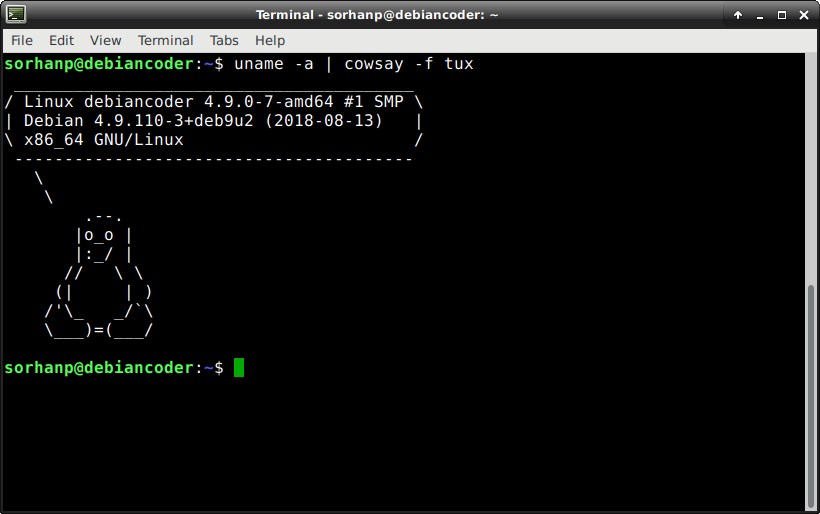 Terminal - sorhanp@debiancoder: ~
File Edit View Terminal Tabs Help
sorhanp@debiancoder:~$ uname -a | cowsay -f tux
 ________________________________________
/ Linux debiancoder 4.9.0-7-amd64 #1 SMP \
| Debian 4.9.110-3+deb9u2 (2018-08-13)   |
\ x86_64 GNU/Linux                       /
 ----------------------------------------
   \
    \
        .--.
       |o_o |
       |:_/ |
      //   \ \
     (|     | )
    /'\_   _/`\
    \___)=(___/

sorhanp@debiancoder:~$